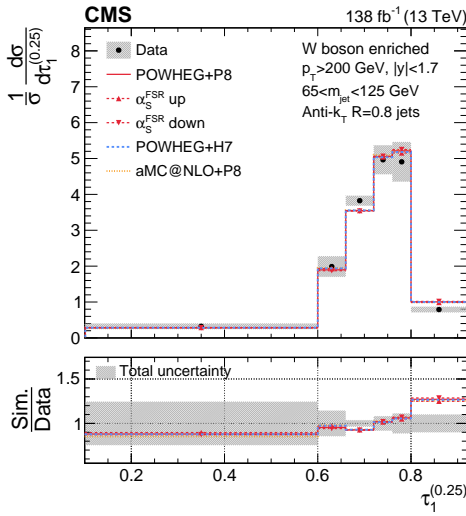 CMS
138 fb⁻¹ (13 TeV)
1/σ dσ/dτ₁^(0.25)
8
7
6
5
4
3
2
1
0
Data
POWHEG+P8
α_S^FSR up
α_S^FSR down
POWHEG+H7
aMC@NLO+P8
W boson enriched
p_T>200 GeV, |y|<1.7
65<m_jet<125 GeV
Anti-k_T R=0.8 jets
Sim./Data
1.5
1
Total uncertainty
0.2 0.4 0.6 0.8
τ₁^(0.25)